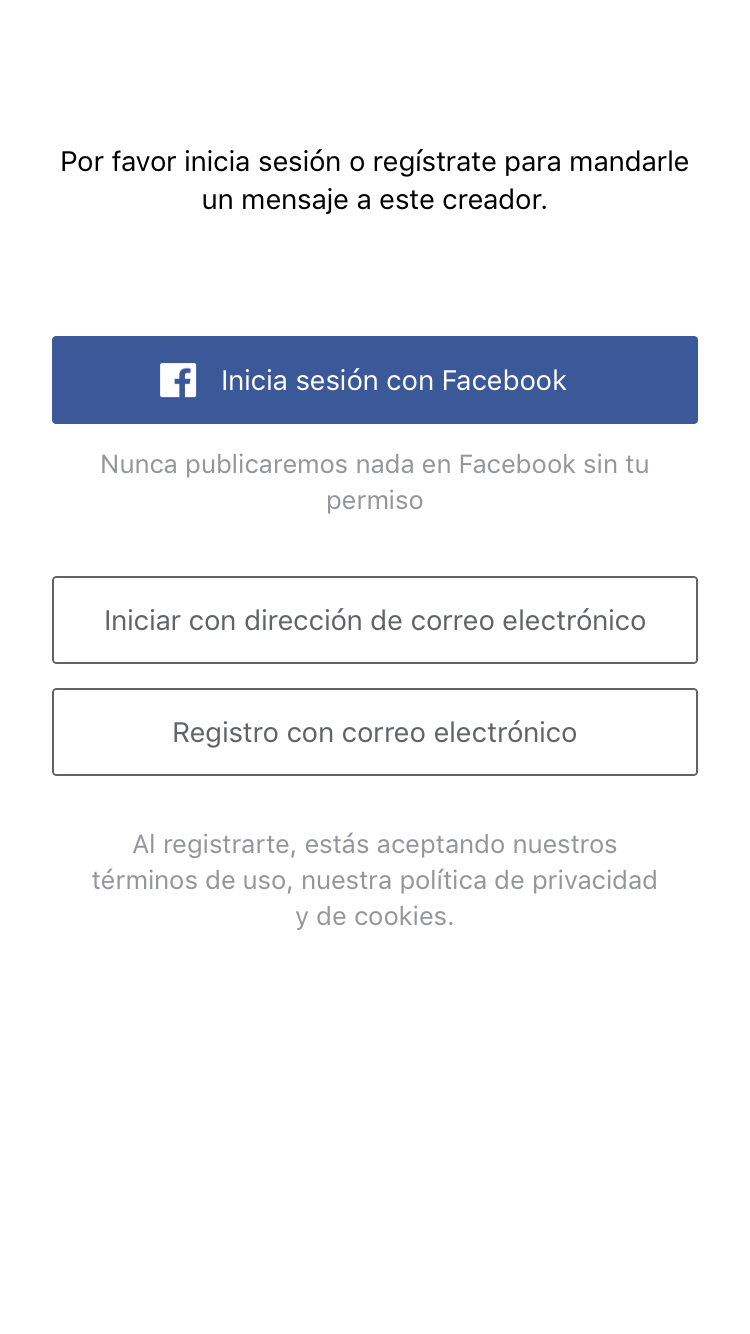 Por favor inicia sesión o regístrate para mandarle
un mensaje a este creador.
Inicia sesión con Facebook
Nunca publicaremos nada en Facebook sin tu
permiso
Iniciar con dirección de correo electrónico
Registro con correo electrónico
Al registrarte, estás aceptando nuestros
términos de uso, nuestra política de privacidad
y de cookies.